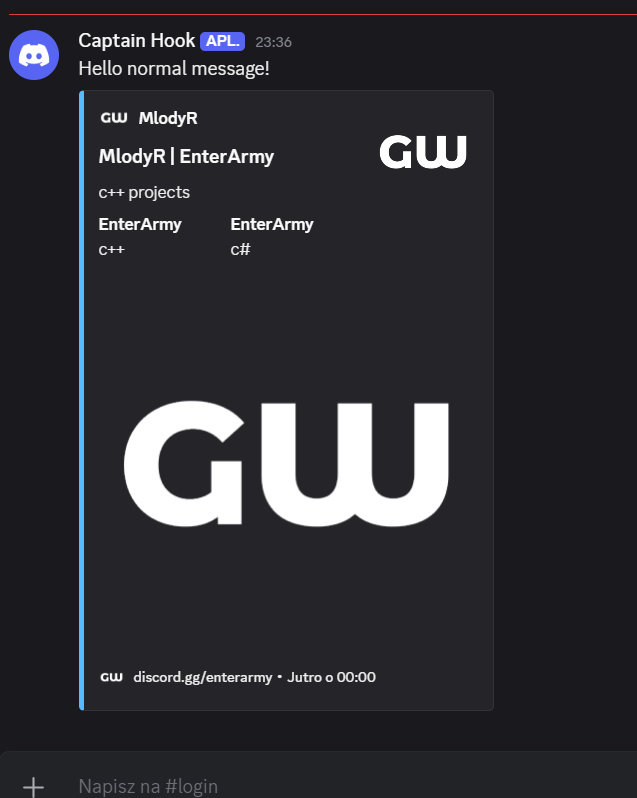 Captain Hook APL. 23:36
Hello normal message!
GW MlodyR
MlodyR | EnterArmy
GW
c++ projects
EnterArmy EnterArmy
c++ c#
GW
GW discord.gg/enterarmy • Jutro o 00:00
Napisz na #login